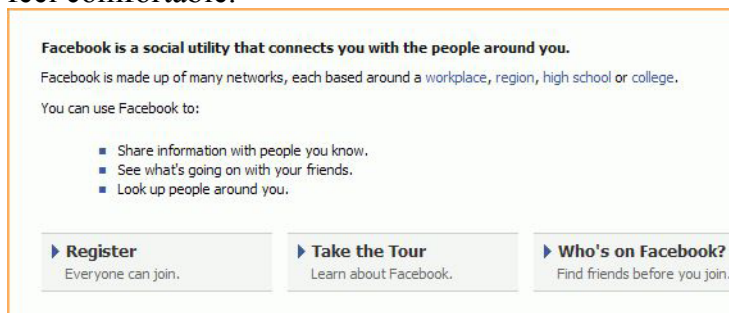 feel comfortable.
Facebook is a social utility that connects you with the people around you.
Facebook is made up of many networks, each based around a workplace, region, high school or college.
You can use Facebook to:
Share information with people you know.
See what's going on with your friends.
Look up people around you.
Register
Everyone can join.
Take the Tour
Learn about Facebook.
Who's on Facebook?
Find friends before you join.